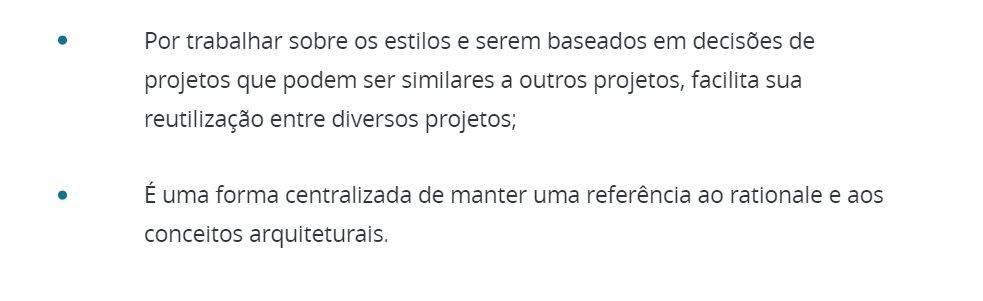 Por trabalhar sobre os estilos e serem baseados em decisões de
projetos que podem ser similares a outros projetos, facilita sua
reutilização entre diversos projetos;
É uma forma centralizada de manter uma referência ao rationale e aos
conceitos arquiteturais.